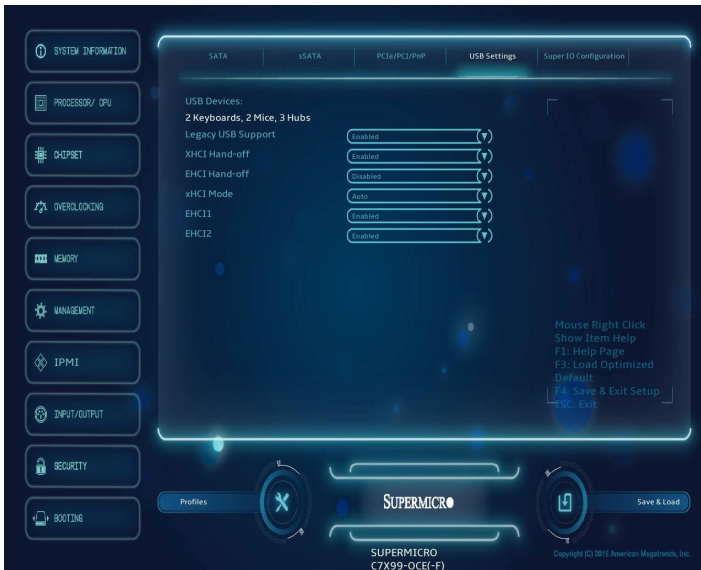 SYSTEM INFORMATION
PROCESSOR/ CPU
CHIPSET
OVERCLOCKING
MEMORY
MANAGEMENT
IPMI
INPUT/OUTPUT
SECURITY
BOOTING
SATA
sSATA
PCIe/PCI/PnP
USB Settings
Super IO Configuration
USB Devices:
2 Keyboards, 2 Mice, 3 Hubs
Legacy USB Support Enabled
XHCI Hand-off Enabled
EHCI Hand-off Disabled
xHCI Mode Auto
EHCI1 Enabled
EHCI2 Enabled
Mouse Right Click
Show Item Help
F1: Help Page
F3: Load Optimized
Default
F4: Save & Exit Setup
ESC: Exit
Profiles
SUPERMICRO
Save & Load
SUPERMICRO
C7X99-OCE(-F)
Copyright (C) 2015 American Megatrends, Inc.